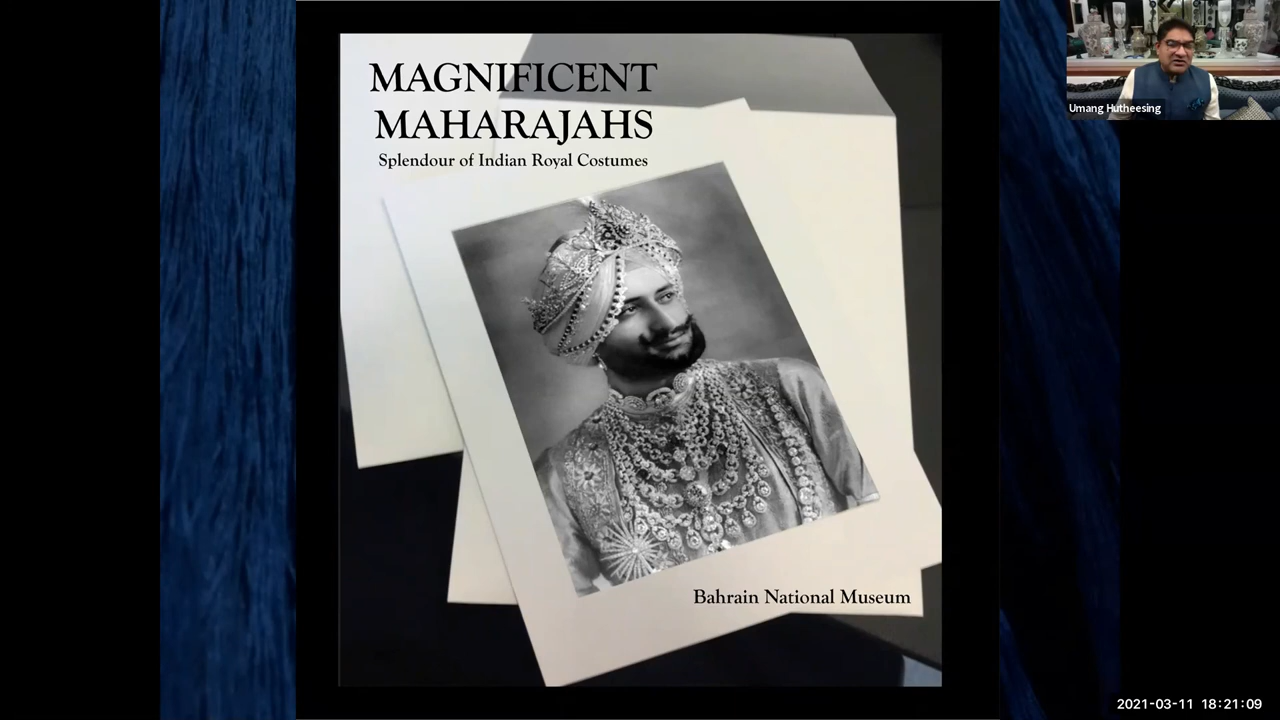 MAGNIFICENT
MAHARAJAHS
Splendour of Indian Royal Costumes
Bahrain National Museum
Umang Hutheesing
2021-03-11 18:21:09